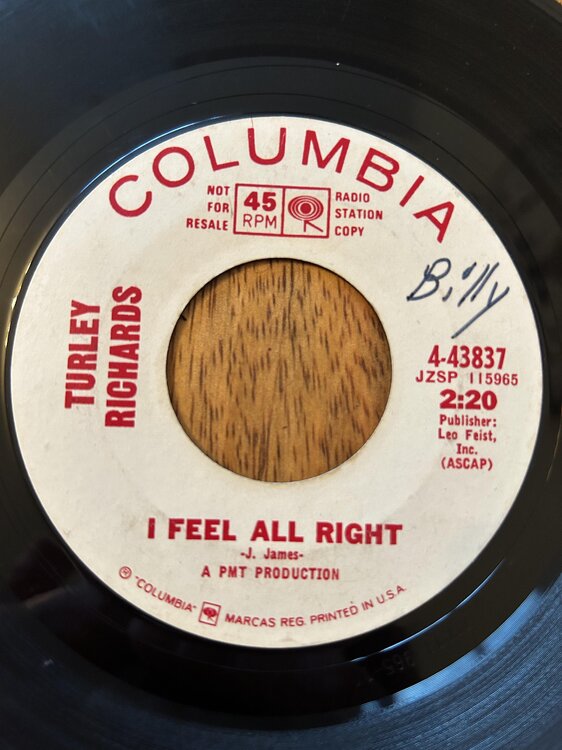 COLUMBIA
NOT
FOR
RESALE
45
RPM
RADIO
STATION
COPY
Billy
TURLEY
RICHARDS
4-43837
JZSP 115965
2:20
Publisher:
Leo Feist,
Inc.
(ASCAP)
I FEEL ALL RIGHT
-J. James-
A PMT PRODUCTION
℗ "COLUMBIA" MARCAS REG. PRINTED IN U.S.A.